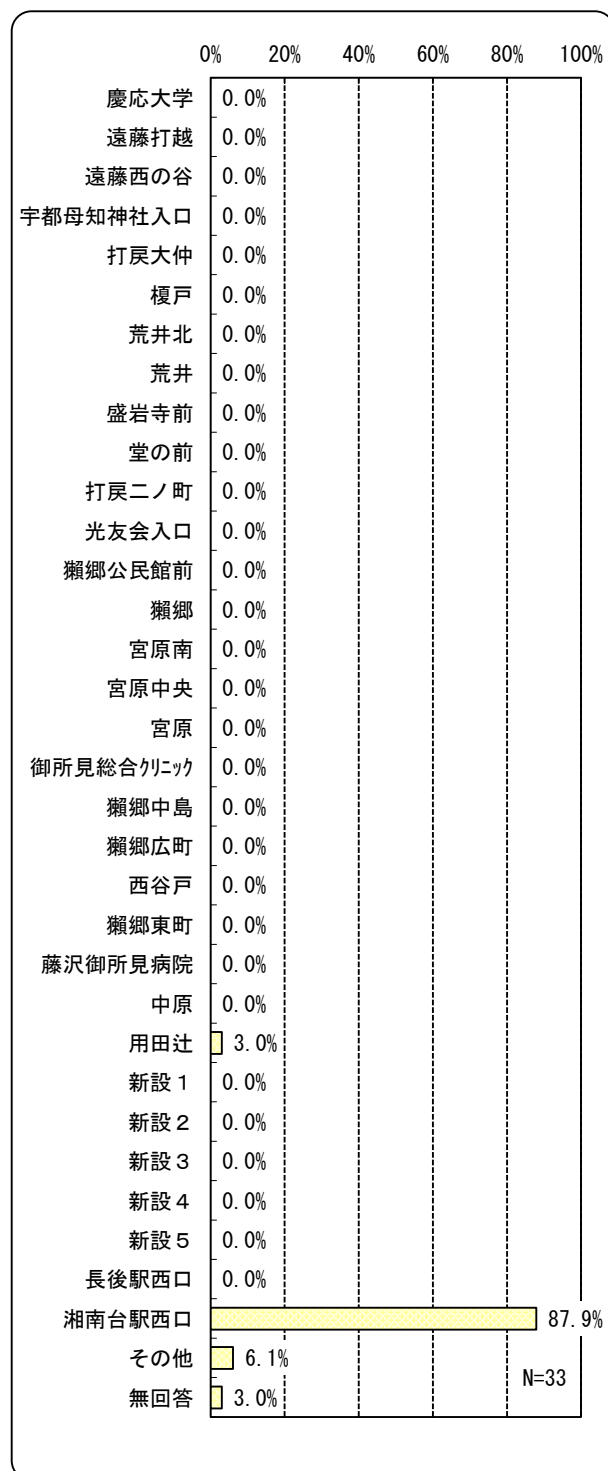 0% 20% 40% 60% 80% 100%
慶応大学 0.0%
遠藤打越 0.0%
遠藤西の谷 0.0%
宇都母知神社入口 0.0%
打戻大仲 0.0%
榎戸 0.0%
荒井北 0.0%
荒井 0.0%
盛岩寺前 0.0%
堂の前 0.0%
打戻二ノ町 0.0%
光友会入口 0.0%
獺郷公民館前 0.0%
獺郷 0.0%
宮原南 0.0%
宮原中央 0.0%
宮原 0.0%
御所見総合ｸﾘﾆｯｸ 0.0%
獺郷中島 0.0%
獺郷広町 0.0%
西谷戸 0.0%
獺郷東町 0.0%
藤沢御所見病院 0.0%
中原 0.0%
用田辻 3.0%
新設１ 0.0%
新設２ 0.0%
新設３ 0.0%
新設４ 0.0%
新設５ 0.0%
長後駅西口 0.0%
湘南台駅西口 87.9%
その他 6.1%
N=33
無回答 3.0%